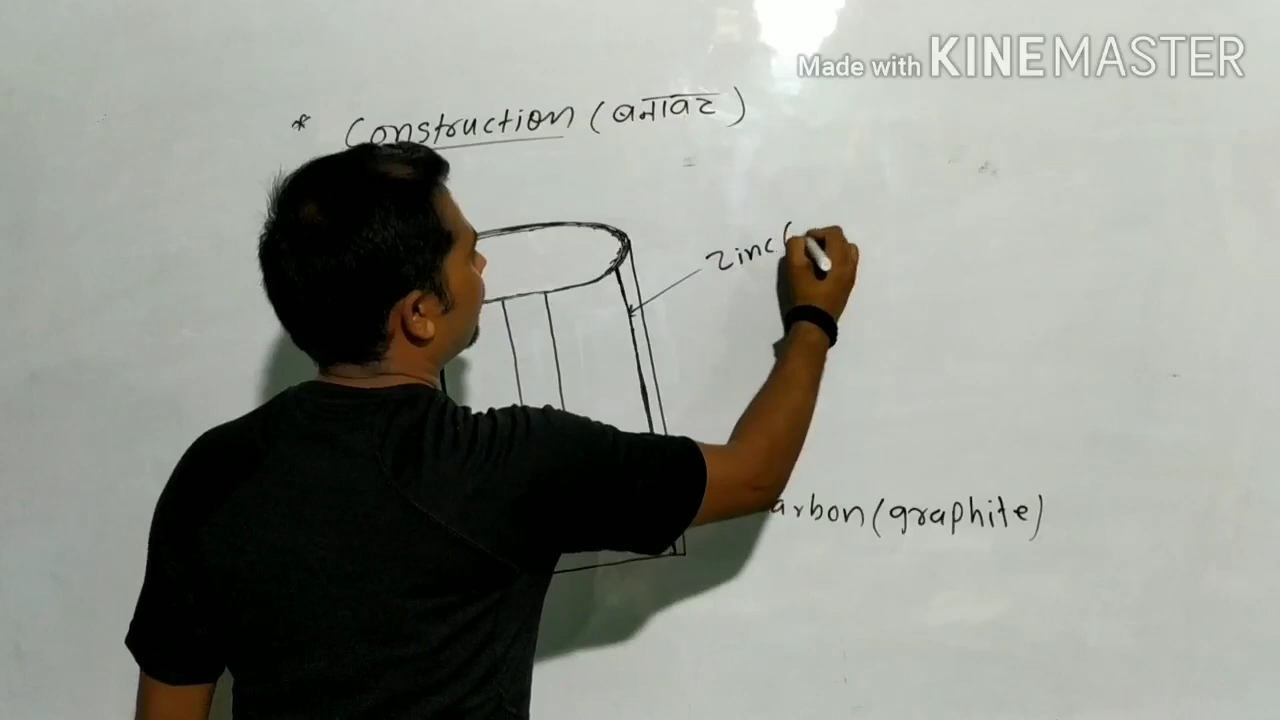 Made with KINEMASTER
* Construction (बनावट)
Zinc(
arbon(graphite)